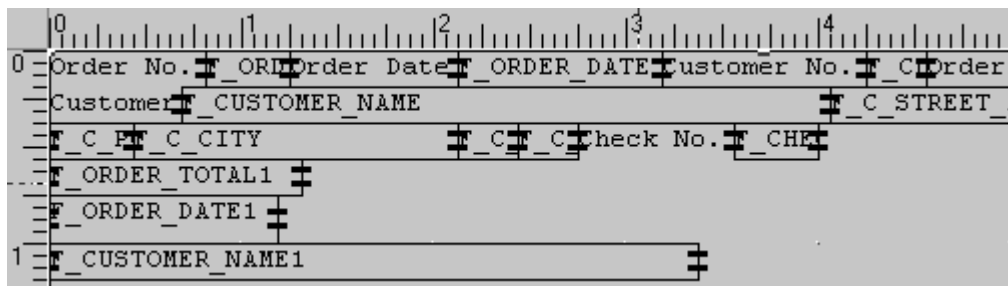 0 1 2 3 4
0 Order No. F_ORD Order Date F_ORDER_DATE Customer No. F_C Order
Customer F_CUSTOMER_NAME F_C_STREET_
F_C_P F_C_CITY F_C F_C Check No. F_CHE
F_ORDER_TOTAL1
F_ORDER_DATE1
1 F_CUSTOMER_NAME1